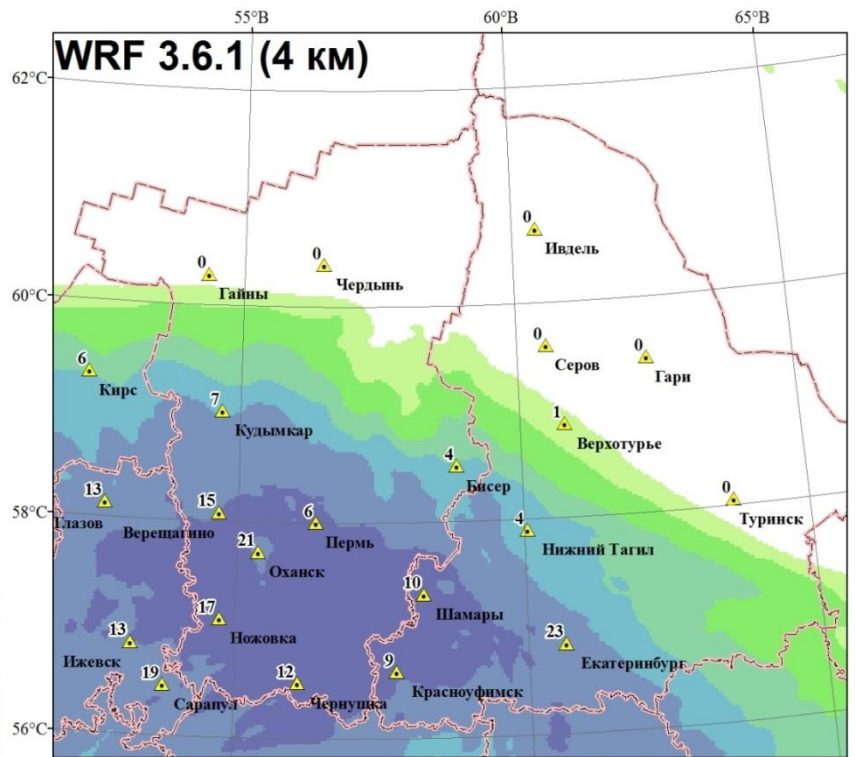 55°В 60°В 65°В
WRF 3.6.1 (4 км)
62°С
0
Ивдель
0
Гайны
0
Чердынь
60°С
0
Серов
0
Гари
6
Кирс
7
Кудымкар
1
Верхотурье
4
Бисер
13
Глазов
15
Верещагино
6
Пермь
0
Туринск
58°С
4
Нижний Тагил
21
Оханск
10
Шамары
17
Ножовка
13
Ижевск
23
Екатеринбург
19
Сарапул
12
Чернушка
9
Красноуфимск
56°С